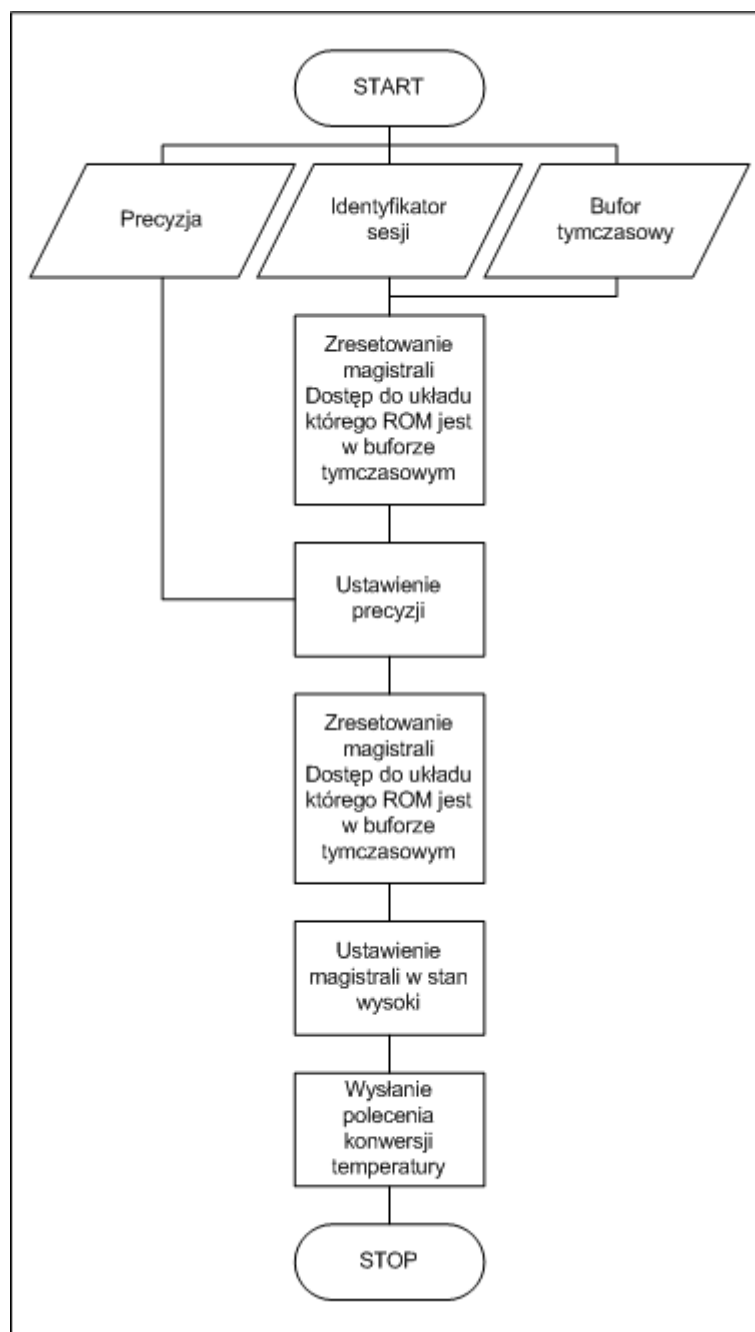 START
Precyzja
Identyfikator
sesji
Bufor
tymczasowy
Zresetowanie
magistrali
Dostęp do układu
którego ROM jest
w buforze
tymczasowym
Ustawienie
precyzji
Zresetowanie
magistrali
Dostęp do układu
którego ROM jest
w buforze
tymczasowym
Ustawienie
magistrali w stan
wysoki
Wysłanie
polecenia
konwersji
temperatury
STOP